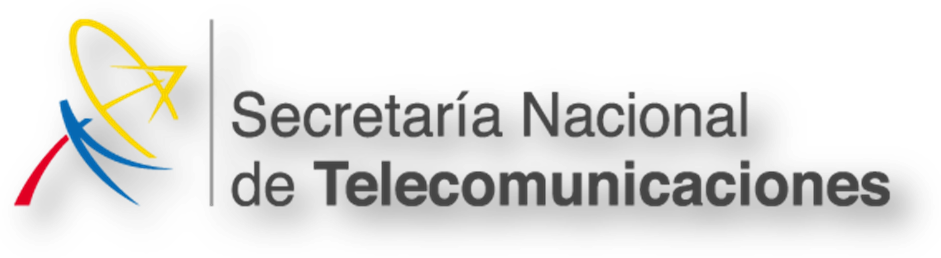 Secretaría Nacional
de Telecomunicaciones